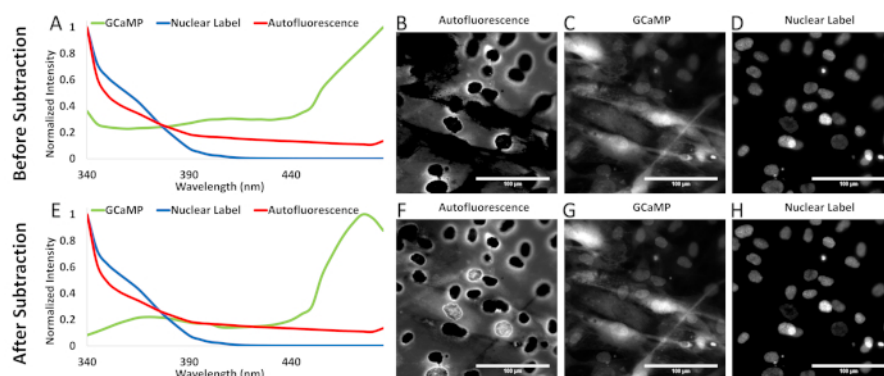 Before Subtraction
A
GCaMP Nuclear Label Autofluorescence
Normalized Intensity
1
0.8
0.6
0.4
0.2
0
340 390 440
Wavelength (nm)
B Autofluorescence
100 μm
C GCaMP
100 μm
D Nuclear Label
100 μm
After Subtraction
E
GCaMP Nuclear Label Autofluorescence
Normalized Intensity
1
0.8
0.6
0.4
0.2
0
340 390 440
Wavelength (nm)
F Autofluorescence
100 μm
G GCaMP
100 μm
H Nuclear Label
100 μm